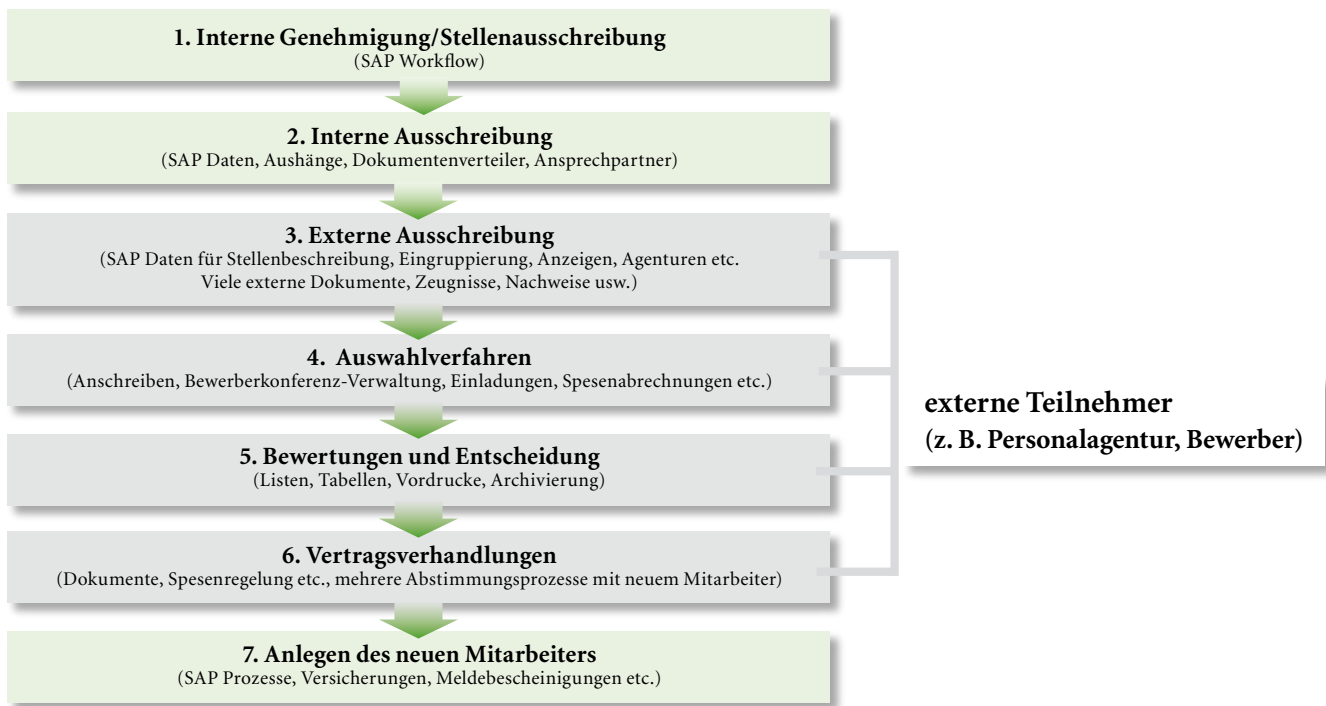 1. Interne Genehmigung/Stellenausschreibung
(SAP Workflow)
2. Interne Ausschreibung
(SAP Daten, Aushänge, Dokumentenverteiler, Ansprechpartner)
3. Externe Ausschreibung
(SAP Daten für Stellenbeschreibung, Eingruppierung, Anzeigen, Agenturen etc.
Viele externe Dokumente, Zeugnisse, Nachweise usw.)
4. Auswahlverfahren
(Anschreiben, Bewerberkonferenz-Verwaltung, Einladungen, Spesenabrechnungen etc.)
5. Bewertungen und Entscheidung
(Listen, Tabellen, Vordrucke, Archivierung)
6. Vertragsverhandlungen
(Dokumente, Spesenregelung etc., mehrere Abstimmungsprozesse mit neuem Mitarbeiter)
7. Anlegen des neuen Mitarbeiters
(SAP Prozesse, Versicherungen, Meldebescheinigungen etc.)
externe Teilnehmer
(z. B. Personalagentur, Bewerber)